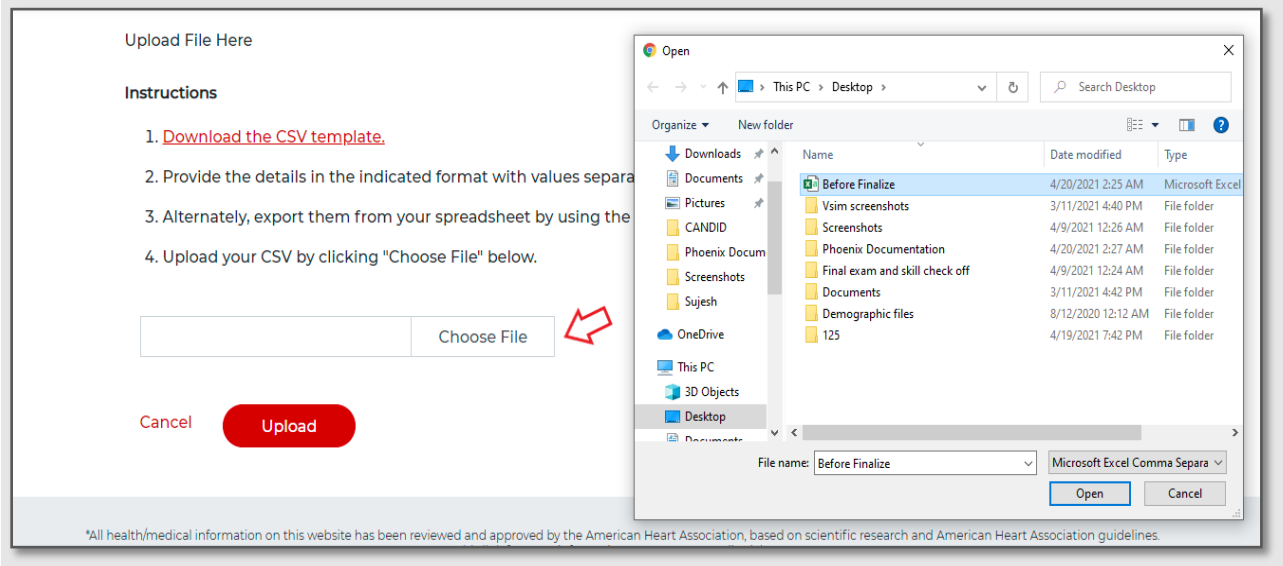 Upload File Here
Instructions
1. Download the CSV template.
2. Provide the details in the indicated format with values separa
3. Alternately, export them from your spreadsheet by using the
4. Upload your CSV by clicking "Choose File" below.
Choose File
Cancel
Upload
Open
This PC > Desktop >
Search Desktop
Organize
New folder
Downloads
Documents
Pictures
CANDID
Phoenix Docum
Screenshots
Sujesh
OneDrive
This PC
3D Objects
Desktop
Documents
Name Date modified Type
Before Finalize 4/20/2021 2:25 AM Microsoft Excel
Vsim screenshots 3/11/2021 4:40 PM File folder
Screenshots 4/9/2021 12:26 AM File folder
Phoenix Documentation 4/20/2021 2:27 AM File folder
Final exam and skill check off 4/9/2021 12:24 AM File folder
Documents 3/11/2021 4:42 PM File folder
Demographic files 8/12/2020 12:12 AM File folder
125 4/19/2021 7:42 PM File folder
File name: Before Finalize
Microsoft Excel Comma Separa
Open
Cancel
*All health/medical information on this website has been reviewed and approved by the American Heart Association, based on scientific research and American Heart Association guidelines.